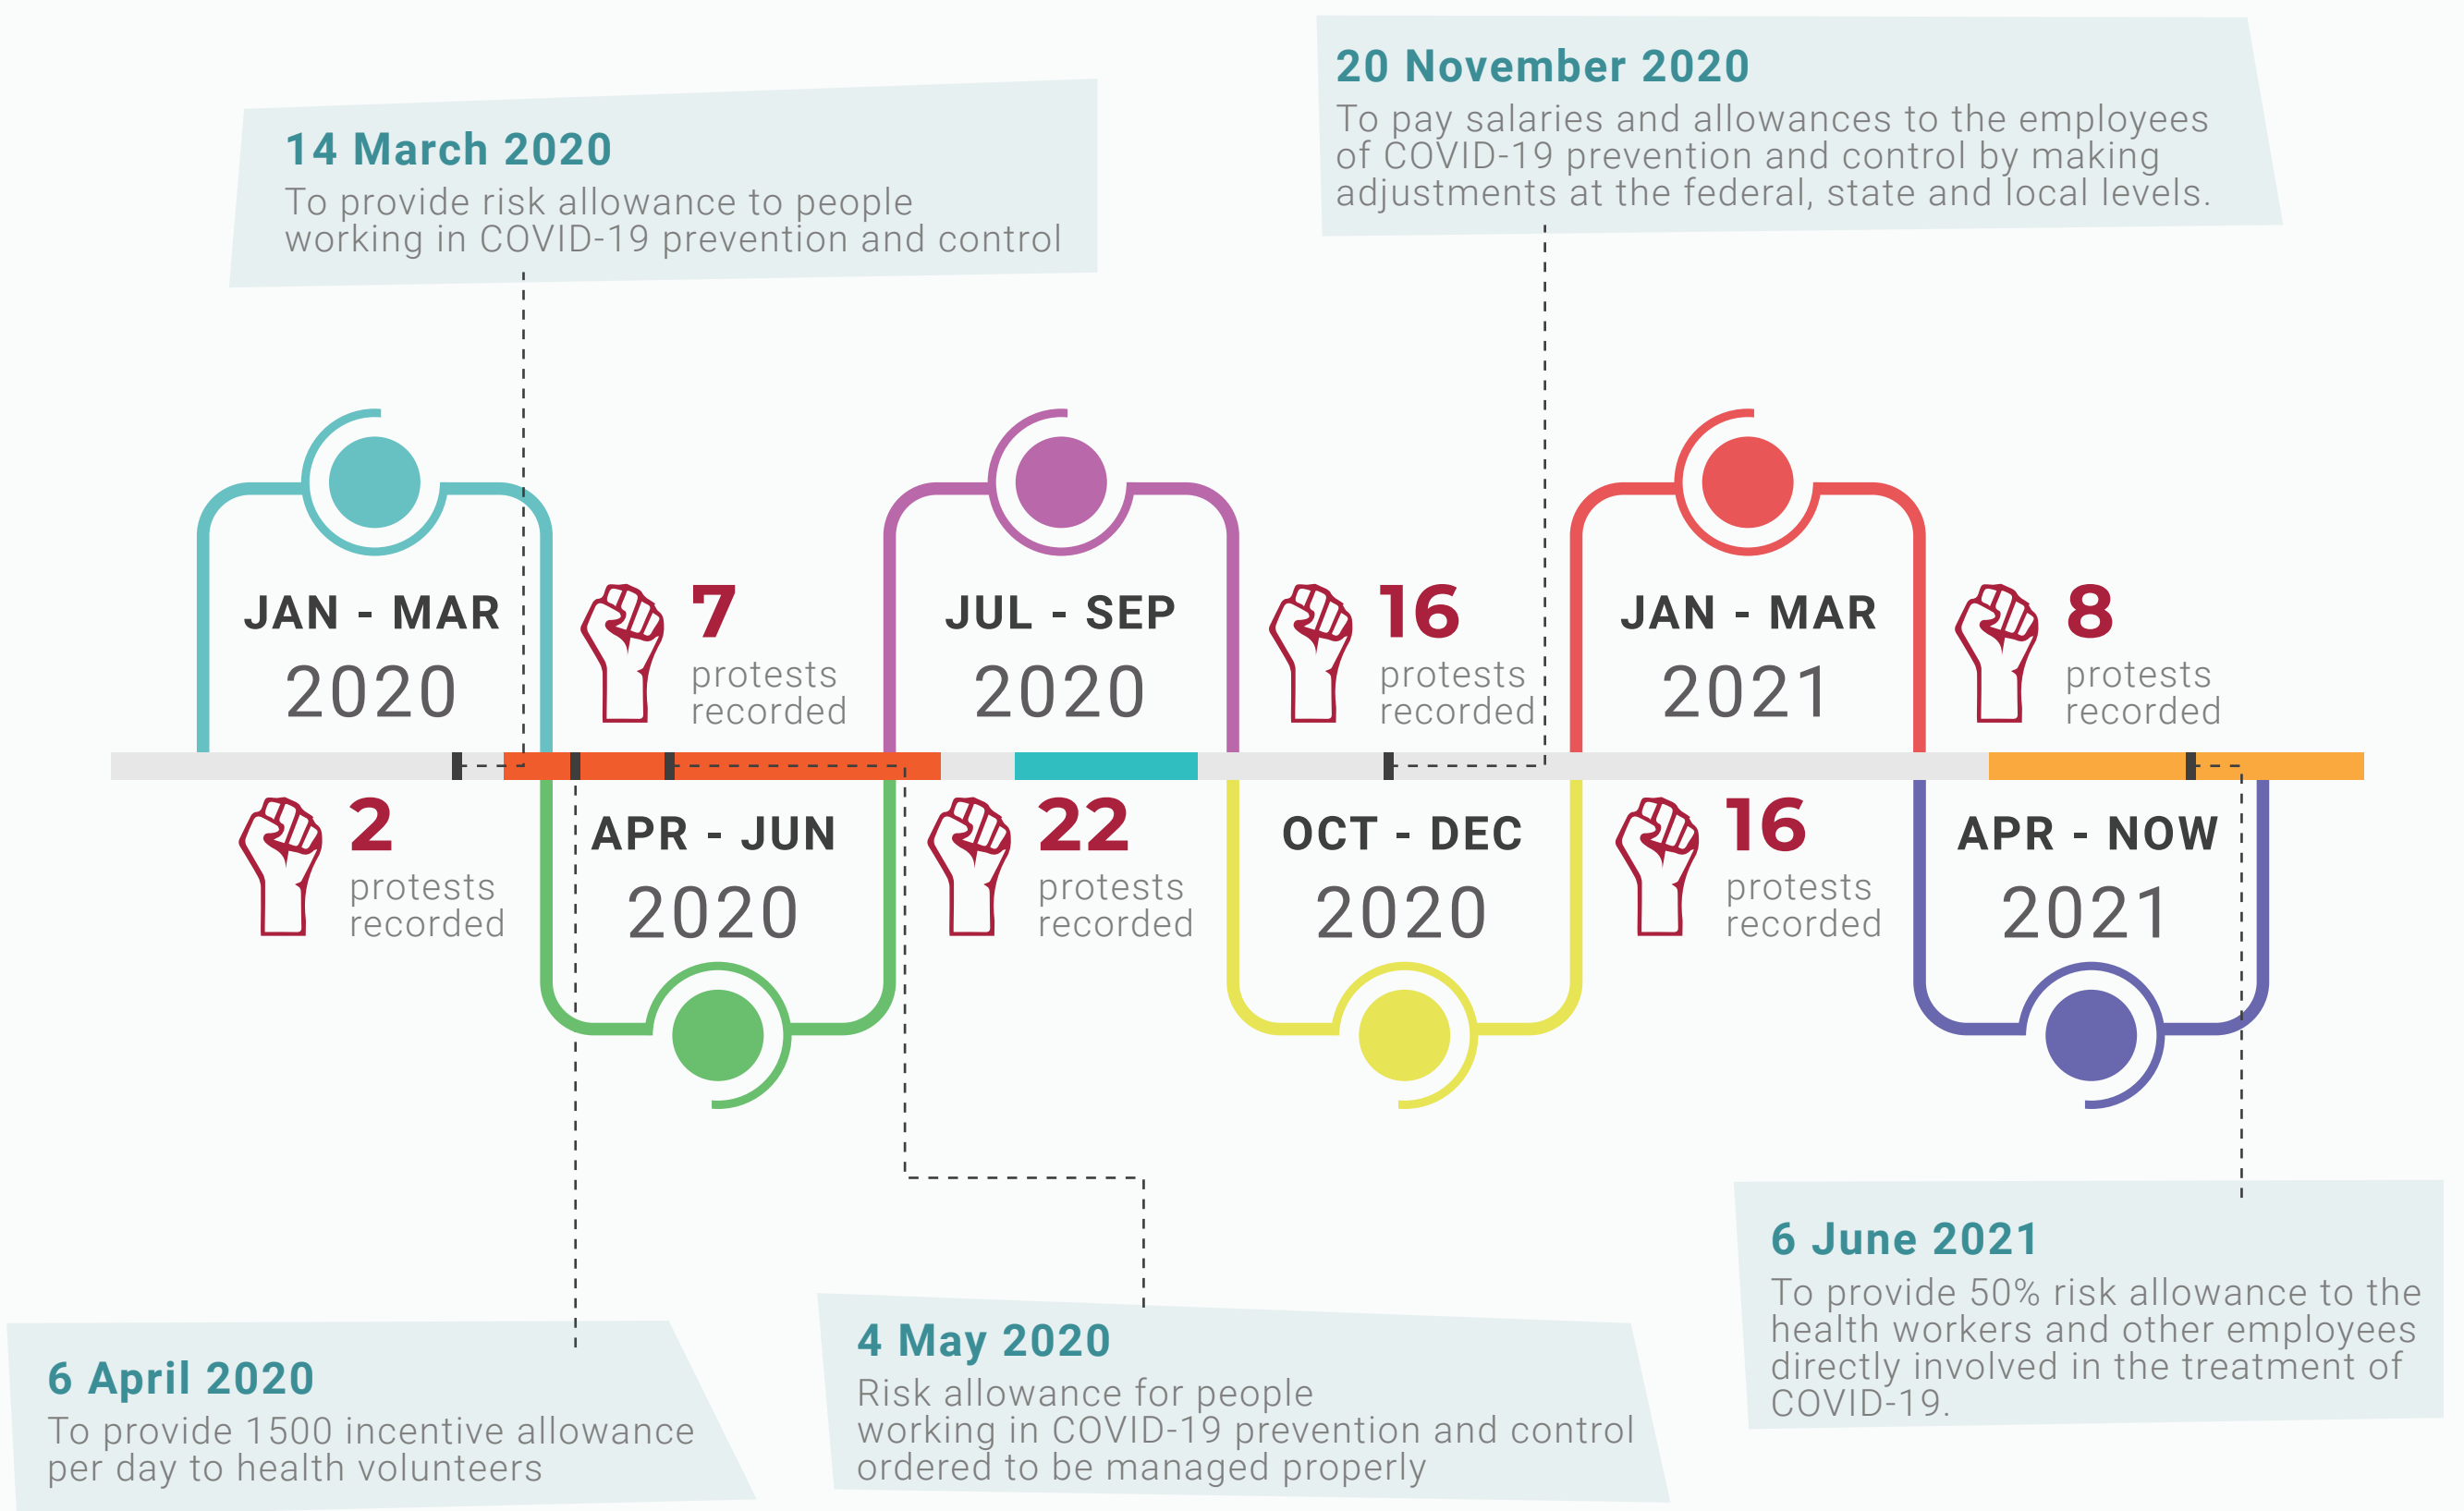 14 March 2020
To provide risk allowance to people
working in COVID-19 prevention and control
20 November 2020
To pay salaries and allowances to the employees
of COVID-19 prevention and control by making
adjustments at the federal, state and local levels.
JAN - MAR
2020
7
protests
recorded
JUL - SEP
2020
16
protests
recorded
JAN - MAR
2021
8
protests
recorded
2
protests
recorded
APR - JUN
2020
22
protests
recorded
OCT - DEC
2020
16
protests
recorded
APR - NOW
2021
6 April 2020
To provide 1500 incentive allowance
per day to health volunteers
4 May 2020
Risk allowance for people
working in COVID-19 prevention and control
ordered to be managed properly
6 June 2021
To provide 50% risk allowance to the
health workers and other employees
directly involved in the treatment of
COVID-19.